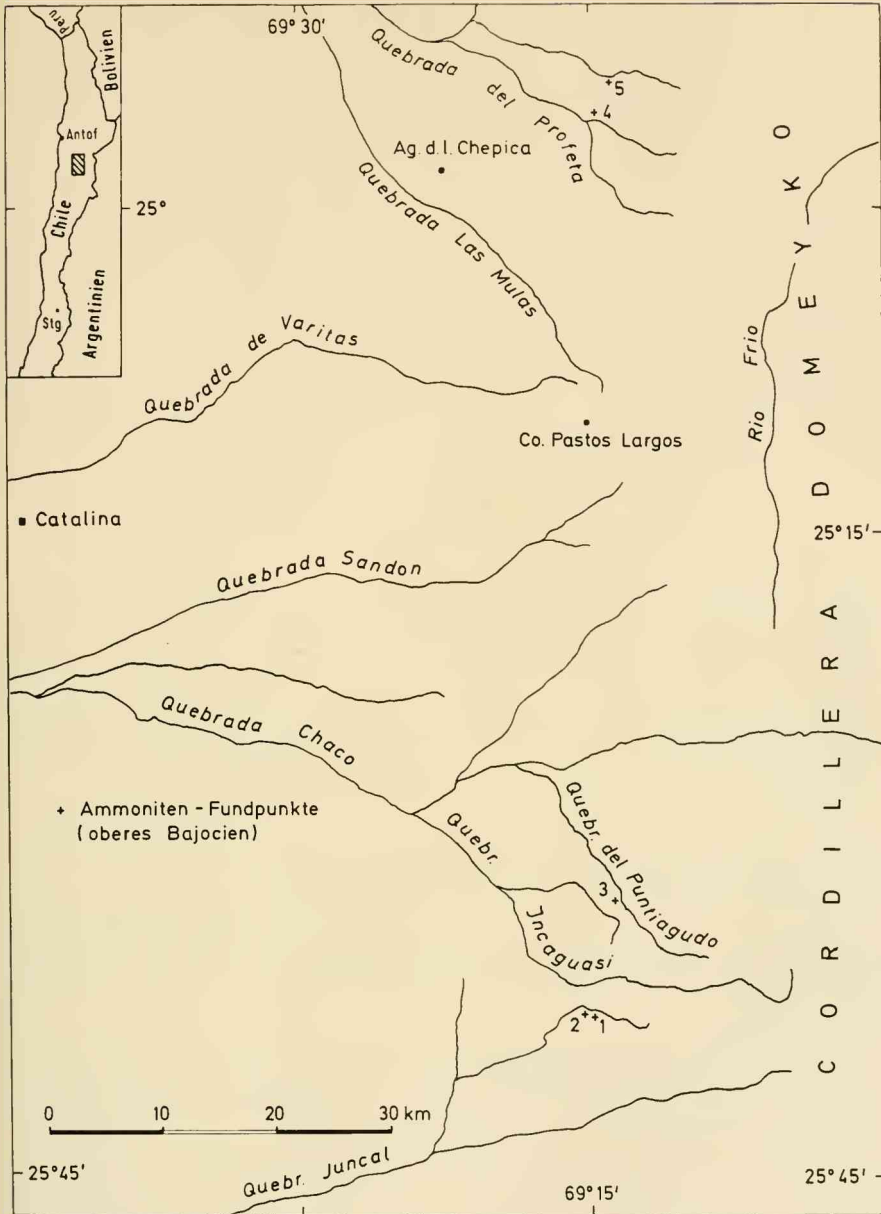 69° 30'
Peru
Bolivien
Antof
Chile
Stg
Argentinien
25°
Quebrada del Profeta
+5
+4
Ag. d. l. Chepica
Quebrada Las Mulas
Quebrada de Varitas
Rio Frio
Co. Pastos Largos
Catalina
25°15'
Quebrada Sandon
CORDILLERA DOMEYKO
Quebrada Chaco
+ Ammoniten - Fundpunkte
(oberes Bajocien)
Quebr. Incaguasi
Quebr. del Puntiagudo
3+
2++1
0 10 20 30 km
25°45'
Quebr. Juncal
69°15'
25°45'